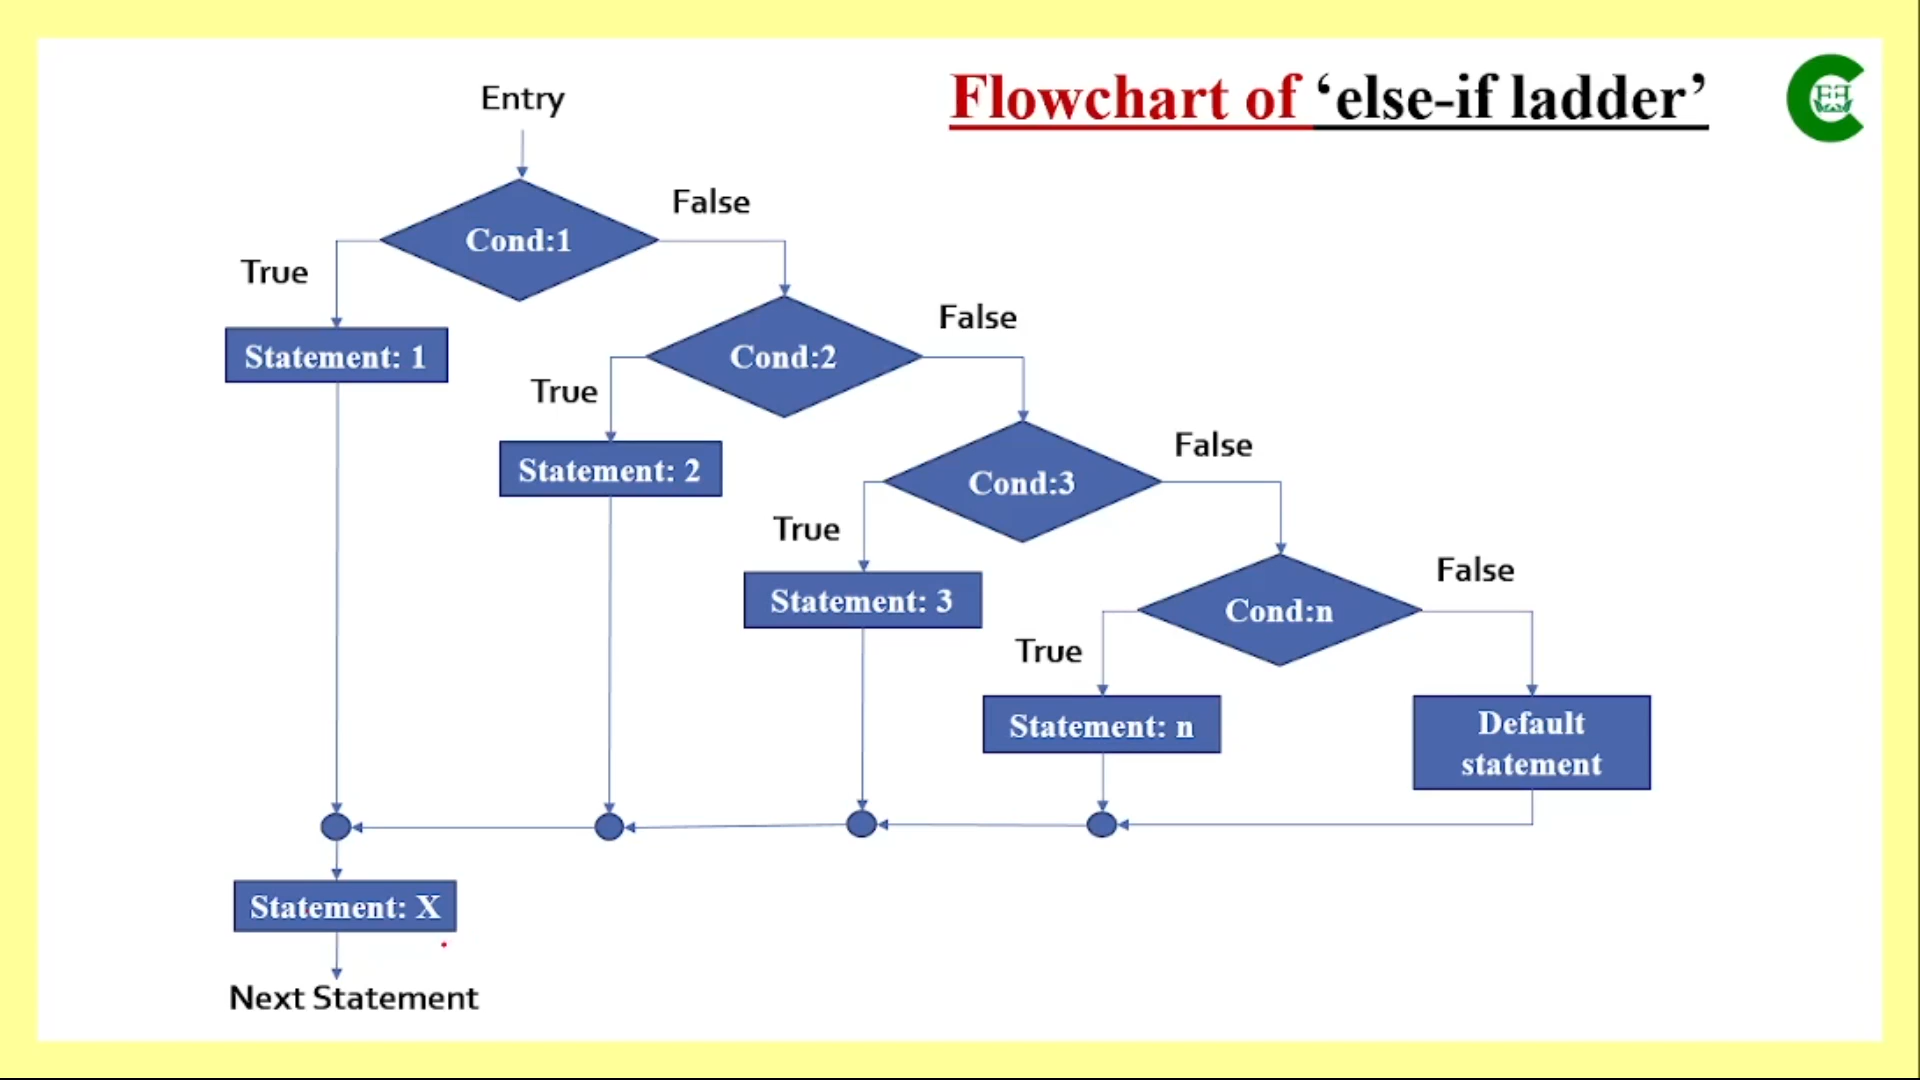 Flowchart of ‘else-if ladder’
Entry
Cond:1
False
True
Statement: 1
Cond:2
False
True
Statement: 2
Cond:3
False
True
Statement: 3
Cond:n
False
True
Statement: n
Default
statement
Statement: X
Next Statement